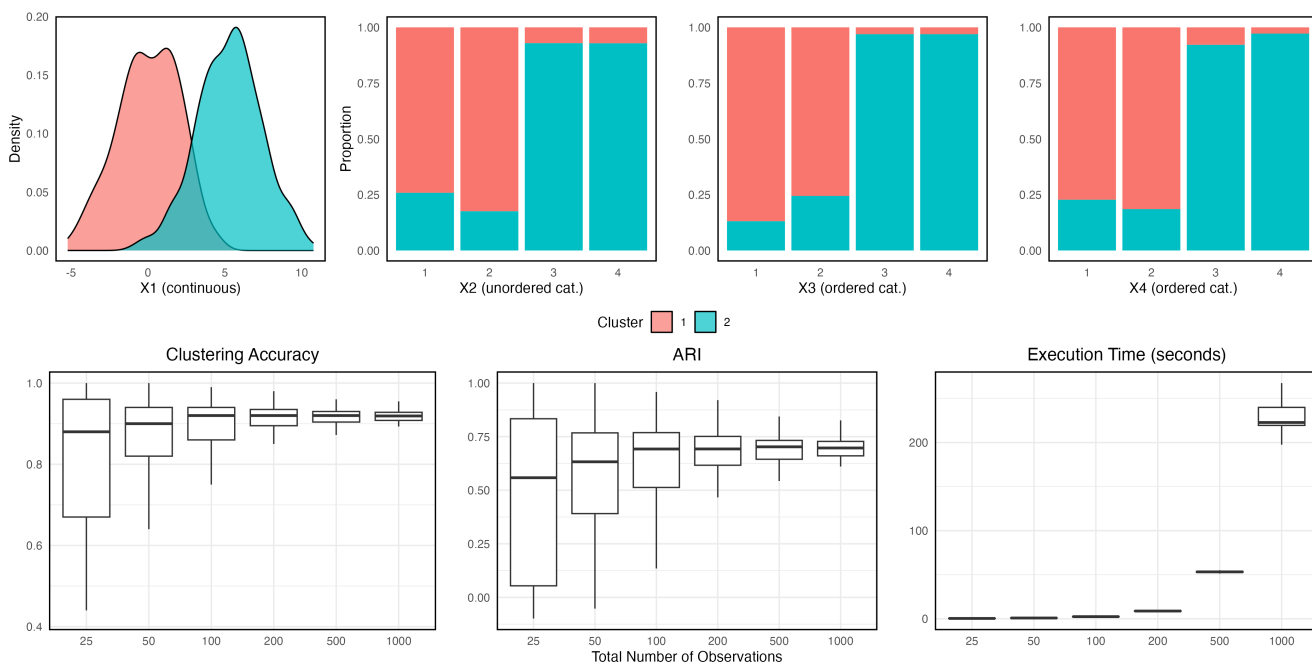 Density
0.20
0.15
0.10
0.05
0.00
-5 0 5 10
X1 (continuous)
Proportion
1.00
0.75
0.50
0.25
0.00
1 2 3 4
X2 (unordered cat.)
1.00
0.75
0.50
0.25
0.00
1 2 3 4
X3 (ordered cat.)
1.00
0.75
0.50
0.25
0.00
1 2 3 4
X4 (ordered cat.)
Cluster 1 2
Clustering Accuracy
1.0
0.8
0.6
0.4
25 50 100 200 500 1000
ARI
1.00
0.75
0.50
0.25
0.00
25 50 100 200 500 1000
Total Number of Observations
Execution Time (seconds)
200
100
0
25 50 100 200 500 1000